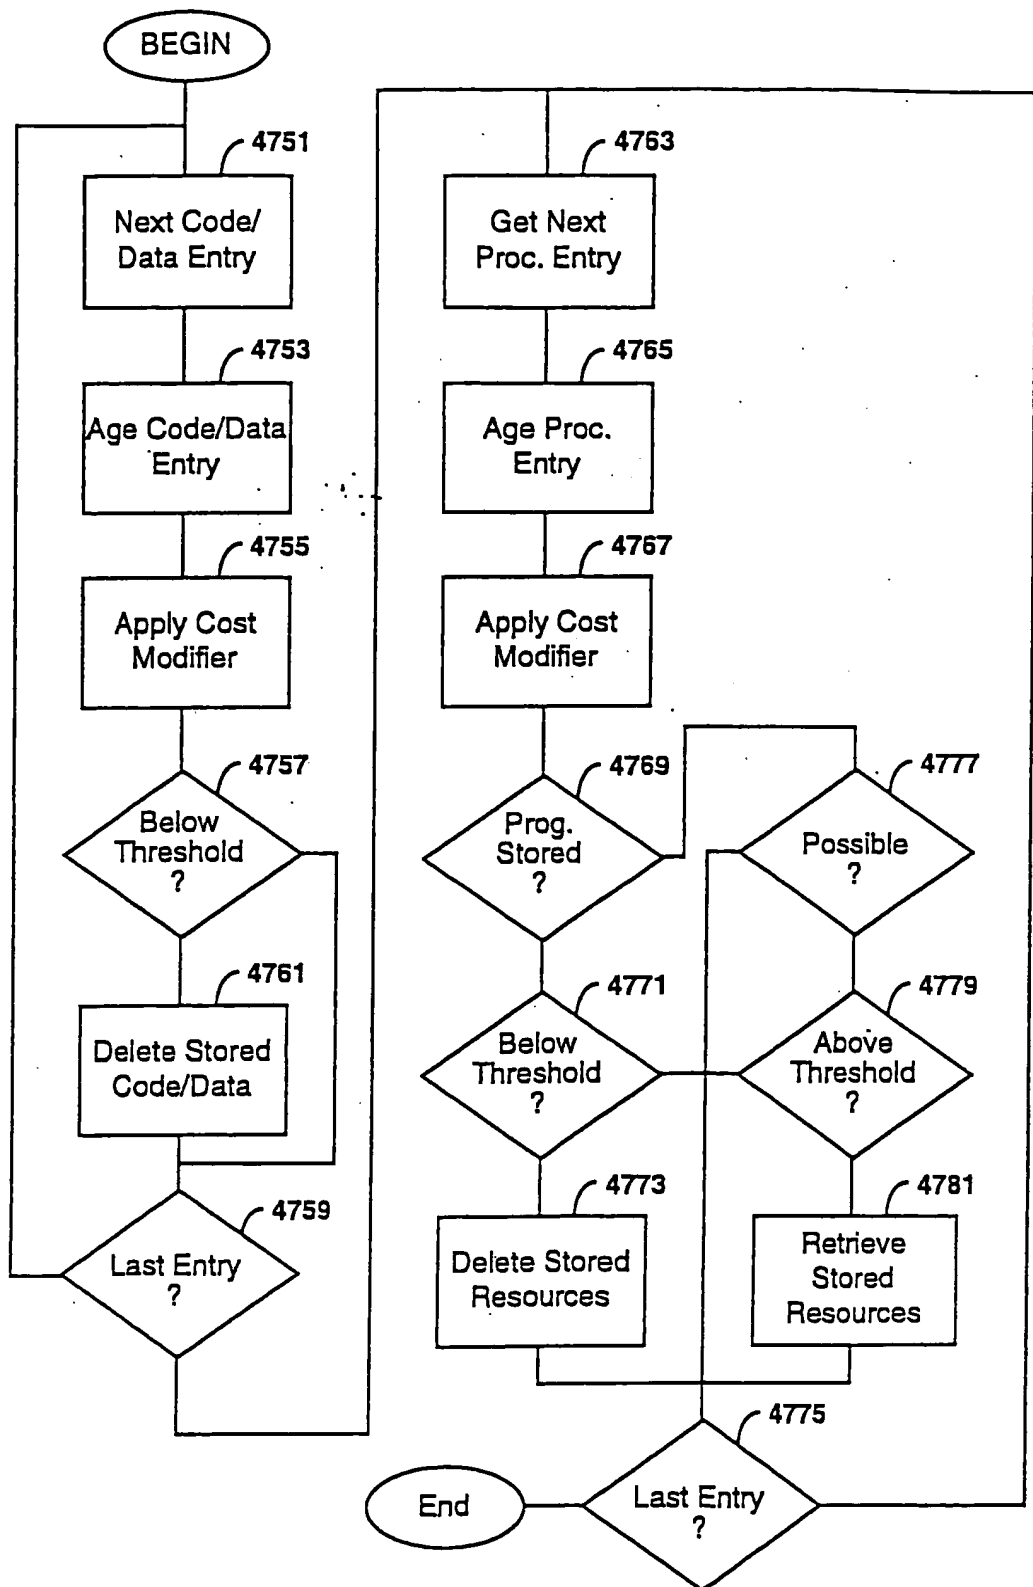 BEGIN
4751
Next Code/
Data Entry
4753
Age Code/Data
Entry
4755
Apply Cost
Modifier
4757
Below
Threshold
?
4761
Delete Stored
Code/Data
4759
Last Entry
?
4763
Get Next
Proc. Entry
4765
Age Proc.
Entry
4767
Apply Cost
Modifier
4769
Prog.
Stored
?
4777
Possible
?
4771
Below
Threshold
?
4779
Above
Threshold
?
4773
Delete Stored
Resources
4781
Retrieve
Stored
Resources
4775
Last Entry
?
End